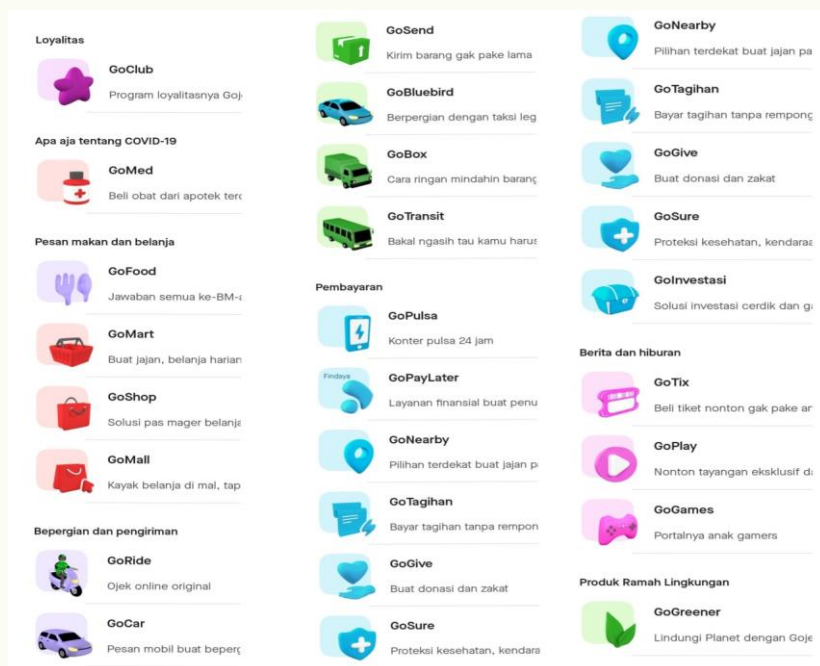 Loyalitas
GoClub
Program loyalitasnya Goj
Apa aja tentang COVID-19
GoMed
Beli obat dari apotek
Pesan makan dan belanja
GoFood
Jawaban semua ke-BM-
GoMart
Buat jajan, belanja harian
GoShop
Solusi pas mager belanja
GoMall
Kayak belanja di mal, tap
Bepergian dan pengiriman
GoRide
Ojek online original
GoCar
Pesan mobil buat
GoSend
Kirim barang gak pake lama
GoBluebird
Berpergian dengan taksi leg
GoBox
Cara ringan mindahin barang
GoTransit
Bakal ngasih tau kamu harus
Pembayaran
GoPulsa
Konter pulsa 24 jam
Findaya
GoPayLater
Layanan finansial buat penu
GoNearby
Pilihan terdekat buat jajan p
GoTagihan
Bayar tagihan tanpa rempon
GoGive
Buat donasi dan zakat
GoSure
Proteksi kesehatan, kendara
GoNearby
Pilihan terdekat buat jajan pa
GoTagihan
Bayar tagihan tanpa rempong
GoGive
Buat donasi dan zakat
GoSure
Proteksi kesehatan, kendaraa
GoInvestasi
Solusi investasi cerdik dan
Berita dan hiburan
GoTix
Beli tiket nonton gak pake
GoPlay
Nonton tayangan eksklusif
GoGames
Portalnya anak gamers
Produk Ramah Lingkungan
GoGreener
Lindungi Planet dengan Goje